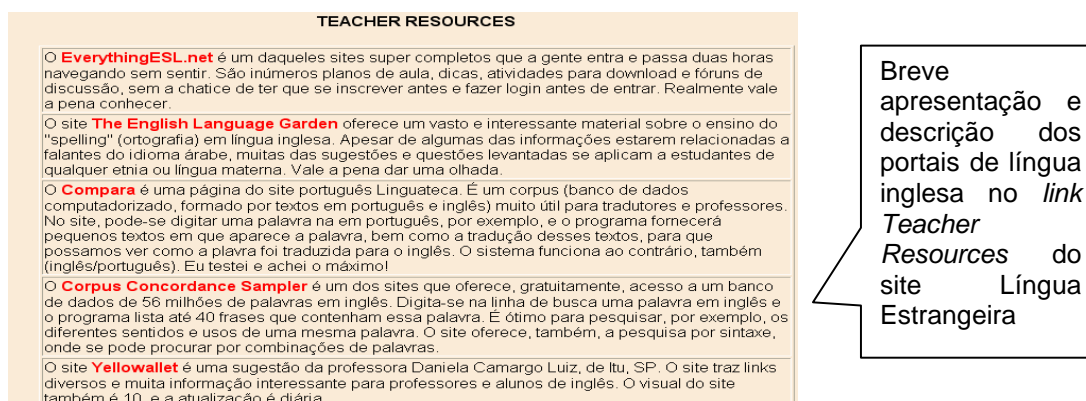 TEACHER RESOURCES
O EverythingESL.net é um daqueles sites super completos que a gente entra e passa duas horas
navegando sem sentir. São inúmeros planos de aula, dicas, atividades para download e fóruns de
discussão, sem a chatice de ter que se inscrever antes e fazer login antes de entrar. Realmente vale
a pena conhecer.
O site The English Language Garden oferece um vasto e interessante material sobre o ensino do
"spelling" (ortografia) em língua inglesa. Apesar de algumas das informações estarem relacionadas a
falantes do idioma árabe, muitas das sugestões e questões levantadas se aplicam a estudantes de
qualquer etnia ou língua materna. Vale a pena dar uma olhada.
O Compara é uma página do site português Linguateca. É um corpus (banco de dados
computadorizado, formado por textos em português e inglês) muito útil para tradutores e professores.
No site, pode-se digitar uma palavra na em português, por exemplo, e o programa fornecerá
pequenos textos em que aparece a palavra, bem como a tradução desses textos, para que
possamos ver como a plavra foi traduzida para o inglês. O sistema funciona ao contrário, também
(inglês/português). Eu testei e achei o máximo!
O Corpus Concordance Sampler é um dos sites que oferece, gratuitamente, acesso a um banco
de dados de 56 milhões de palavras em inglês. Digita-se na linha de busca uma palavra em inglês e
o programa lista até 40 frases que contenham essa palavra. É ótimo para pesquisar, por exemplo, os
diferentes sentidos e usos de uma mesma palavra. O site oferece, também, a pesquisa por sintaxe,
onde se pode procurar por combinações de palavras.
O site Yellowallet é uma sugestão da professora Daniela Camargo Luiz, de Itu, SP. O site traz links
diversos e muita informação interessante para professores e alunos de inglês. O visual do site
também é 10, e a atualização é diária.
Breve
apresentação e
descrição dos
portais de língua
inglesa no link
Teacher
Resources do
site Língua
Estrangeira